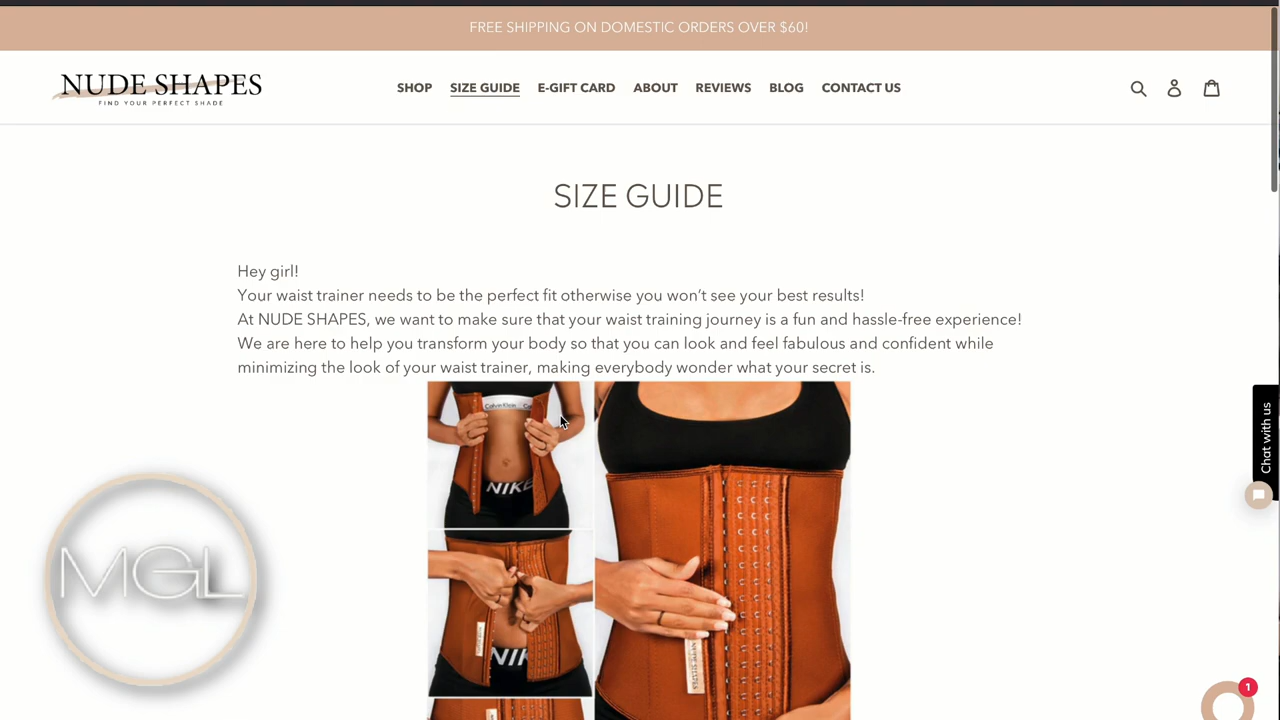 FREE SHIPPING ON DOMESTIC ORDERS OVER $60!
NUDE SHAPES
FIND YOUR PERFECT SHADE
SHOP
SIZE GUIDE
E-GIFT CARD
ABOUT
REVIEWS
BLOG
CONTACT US
SIZE GUIDE
Hey girl!
Your waist trainer needs to be the perfect fit otherwise you won’t see your best results!
At NUDE SHAPES, we want to make sure that your waist training journey is a fun and hassle-free experience!
We are here to help you transform your body so that you can look and feel fabulous and confident while
minimizing the look of your waist trainer, making everybody wonder what your secret is.
Calvin Klein
NIKE
NIK
NUDE SHAPES
Chat with us
MGL
1